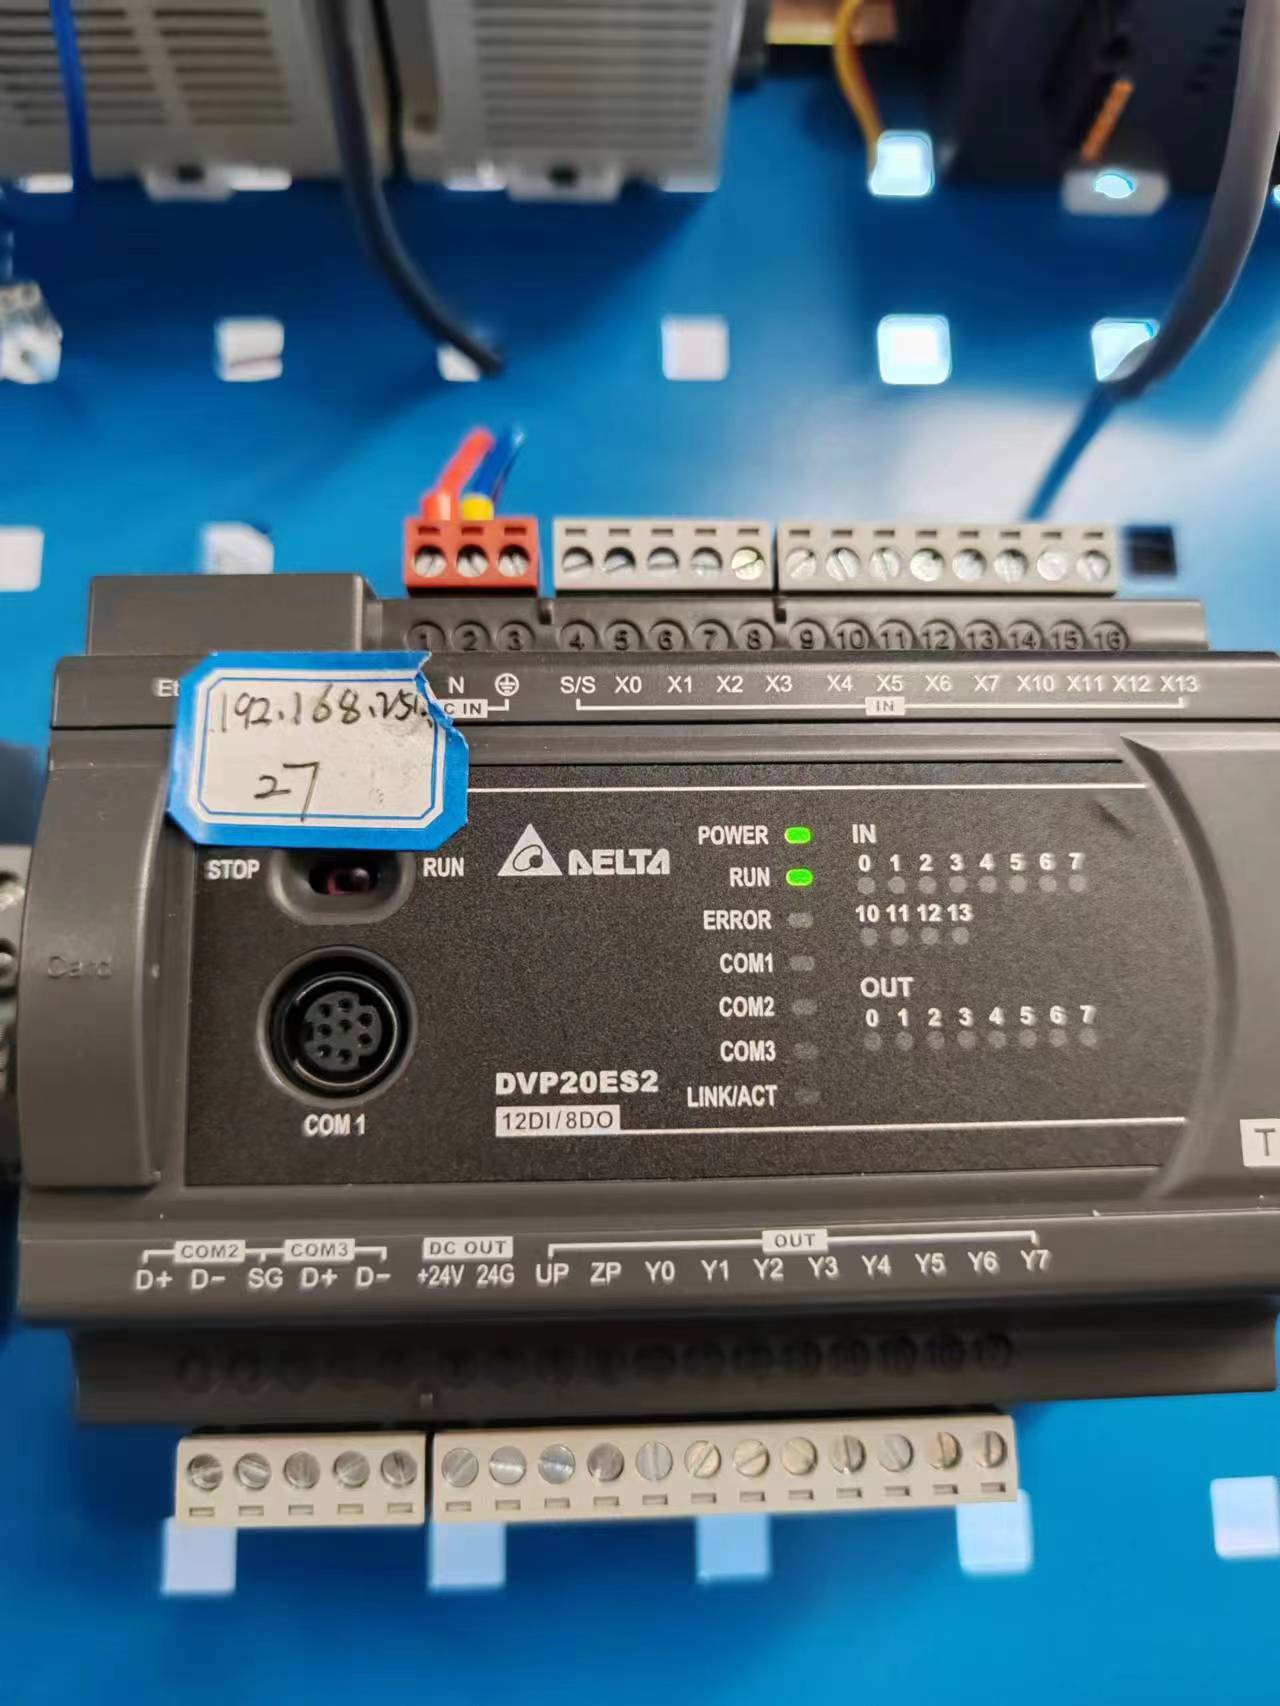 1 2 3 4 5 6 7 8 9 10 11 12 13 14 15 16
Et
N
S/S X0 X1 X2 X3 X4 X5 X6 X7 X10 X11 X12 X13
C IN
IN
192.168.251.
27
STOP
RUN
DELTA
POWER
RUN
ERROR
COM1
COM2
COM3
LINK/ACT
IN
0 1 2 3 4 5 6 7
10 11 12 13
OUT
0 1 2 3 4 5 6 7
Card
COM 1
DVP20ES2
12DI/8DO
T
COM2 COM3 DC OUT OUT
D+ D- SG D+ D- +24V 24G UP ZP Y0 Y1 Y2 Y3 Y4 Y5 Y6 Y7